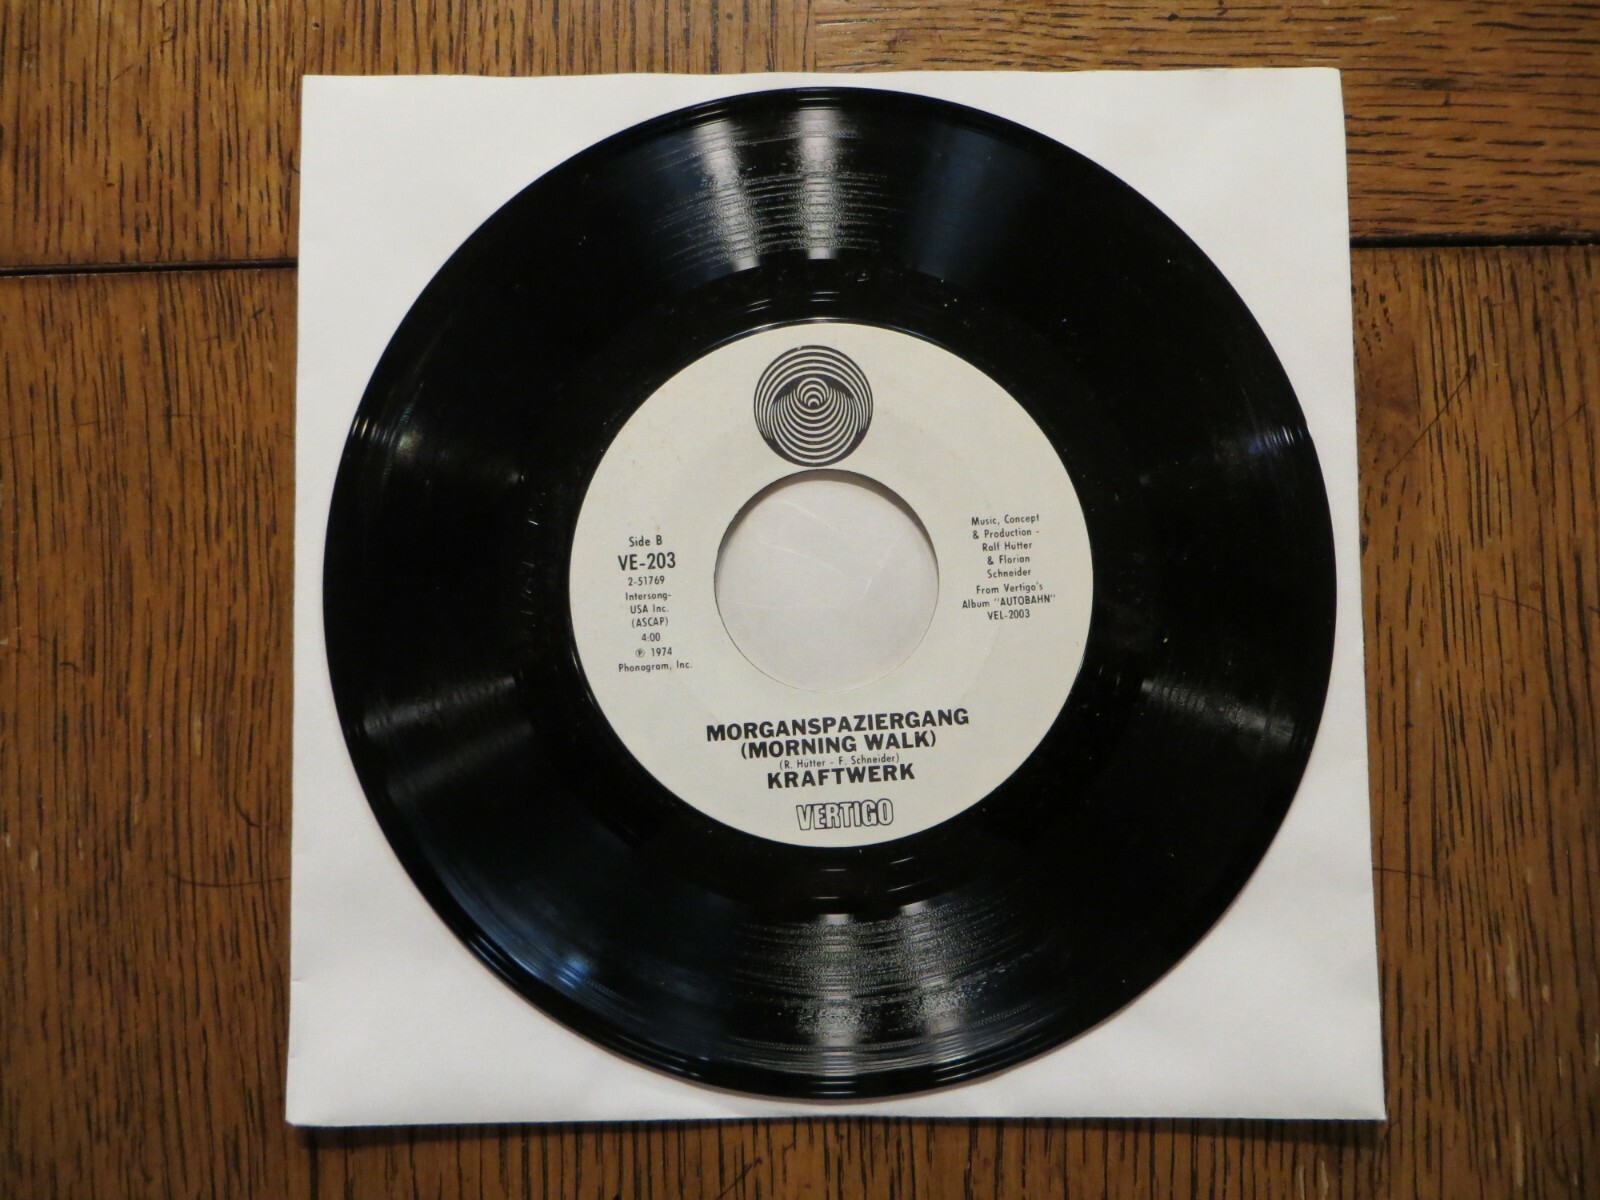 Side B
VE-203
2-51769
Intersong-
USA Inc.
(ASCAP)
4:00
℗ 1974
Phonogram, Inc.
Music, Concept
& Production -
Ralf Hütter
& Florian
Schneider
From Vertigo's
Album "AUTOBAHN"
VEL-2003
MORGANSPAZIERGANG
(MORNING WALK)
(R. Hütter - F. Schneider)
KRAFTWERK
VERTIGO